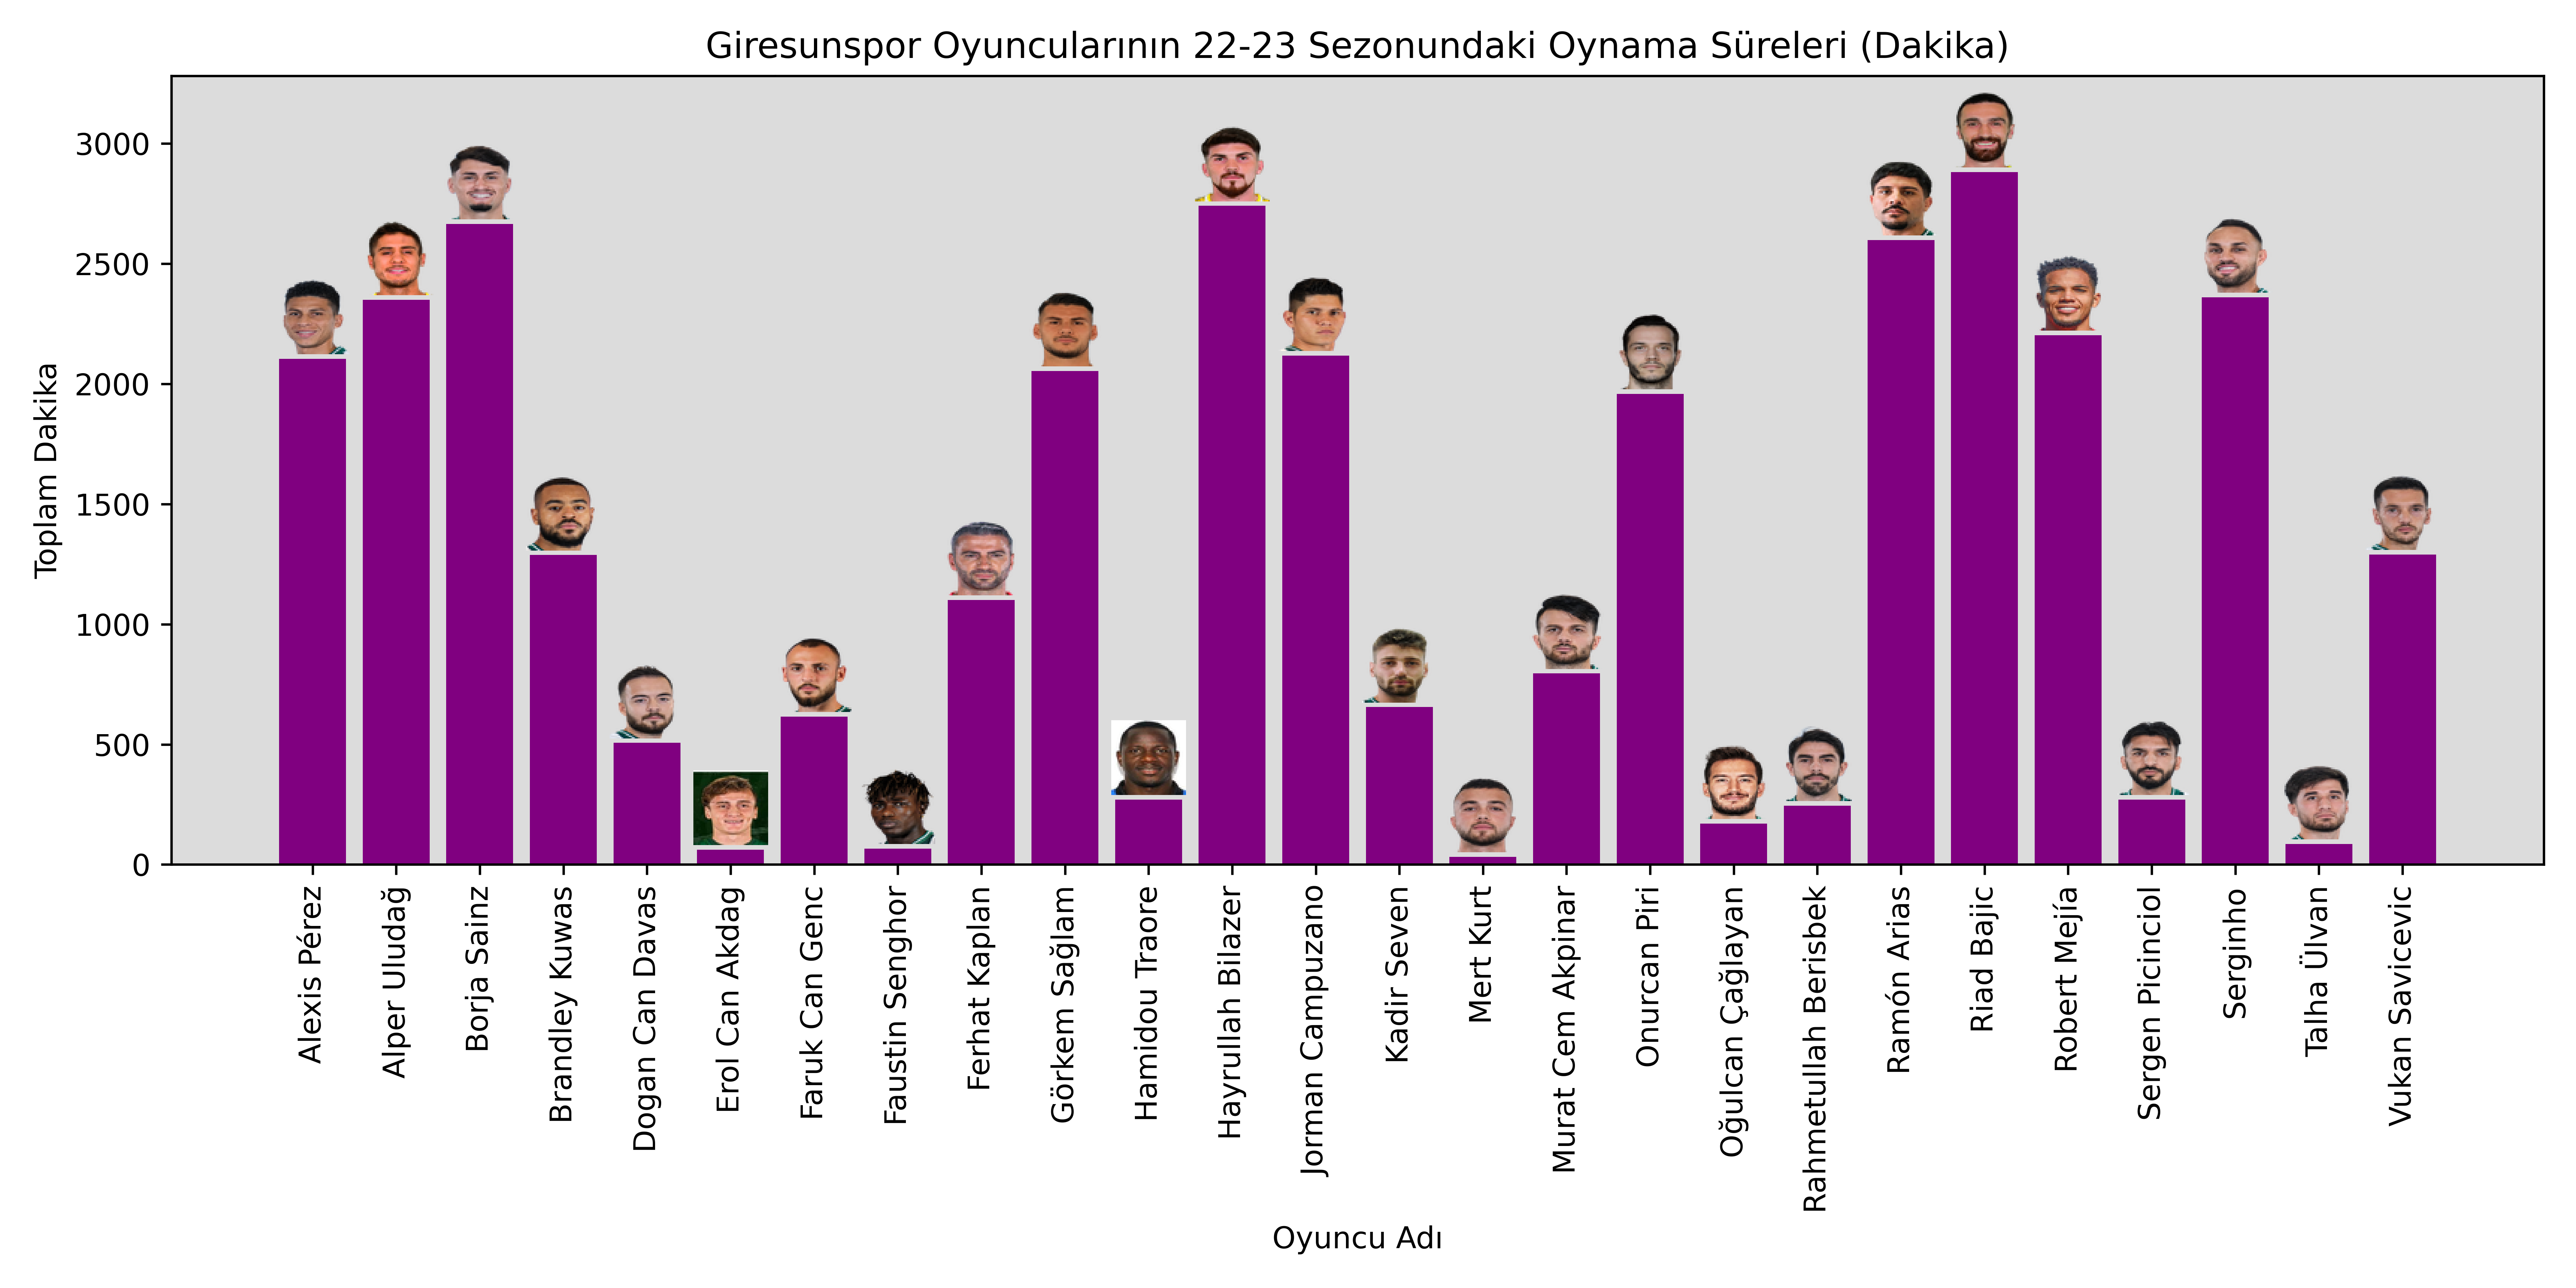 Giresunspor Oyuncularının 22-23 Sezonundaki Oynama Süreleri (Dakika)
Toplam Dakika
3000
2500
2000
1500
1000
500
0
Alexis Pérez
Alper Uludağ
Borja Sainz
Brandley Kuwas
Dogan Can Davas
Erol Can Akdag
Faruk Can Genc
Faustin Senghor
Ferhat Kaplan
Görkem Sağlam
Hamidou Traore
Hayrullah Bilazer
Jorman Campuzano
Kadir Seven
Mert Kurt
Murat Cem Akpinar
Onurcan Piri
Oğulcan Çağlayan
Rahmetullah Berisbek
Ramón Arias
Riad Bajic
Robert Mejía
Sergen Picinciol
Serginho
Talha Ülvan
Vukan Savicevic
Oyuncu Adı